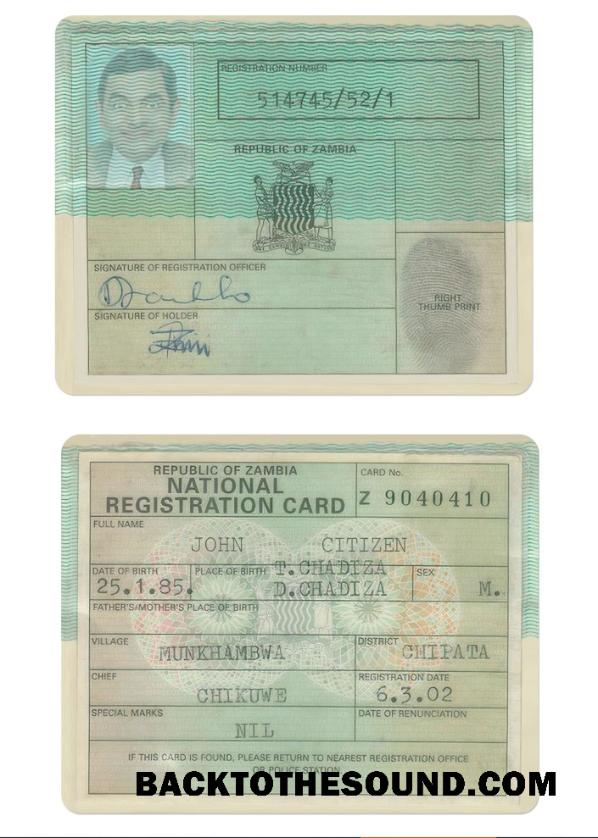 REGISTRATION NUMBER
514745/52/1
REPUBLIC OF ZAMBIA
SIGNATURE OF REGISTRATION OFFICER
SIGNATURE OF HOLDER
RIGHT
THUMB PRINT
REPUBLIC OF ZAMBIA
NATIONAL
REGISTRATION CARD
CARD No.
Z 9040410
FULL NAME
JOHN CITIZEN
DATE OF BIRTH
25.1.85.
PLACE OF BIRTH
T.CHADIZA
D.CHADIZA
SEX
M.
FATHER'S/MOTHER'S PLACE OF BIRTH
VILLAGE
MUNKHAMBWA
DISTRICT
CHIPATA
CHIEF
CHIKUWE
REGISTRATION DATE
6.3.02
SPECIAL MARKS
NIL
DATE OF RENUNCIATION
IF THIS CARD IS FOUND, PLEASE RETURN TO NEAREST REGISTRATION OFFICE
OR POLICE STATION
BACKTOTHESOUND.COM